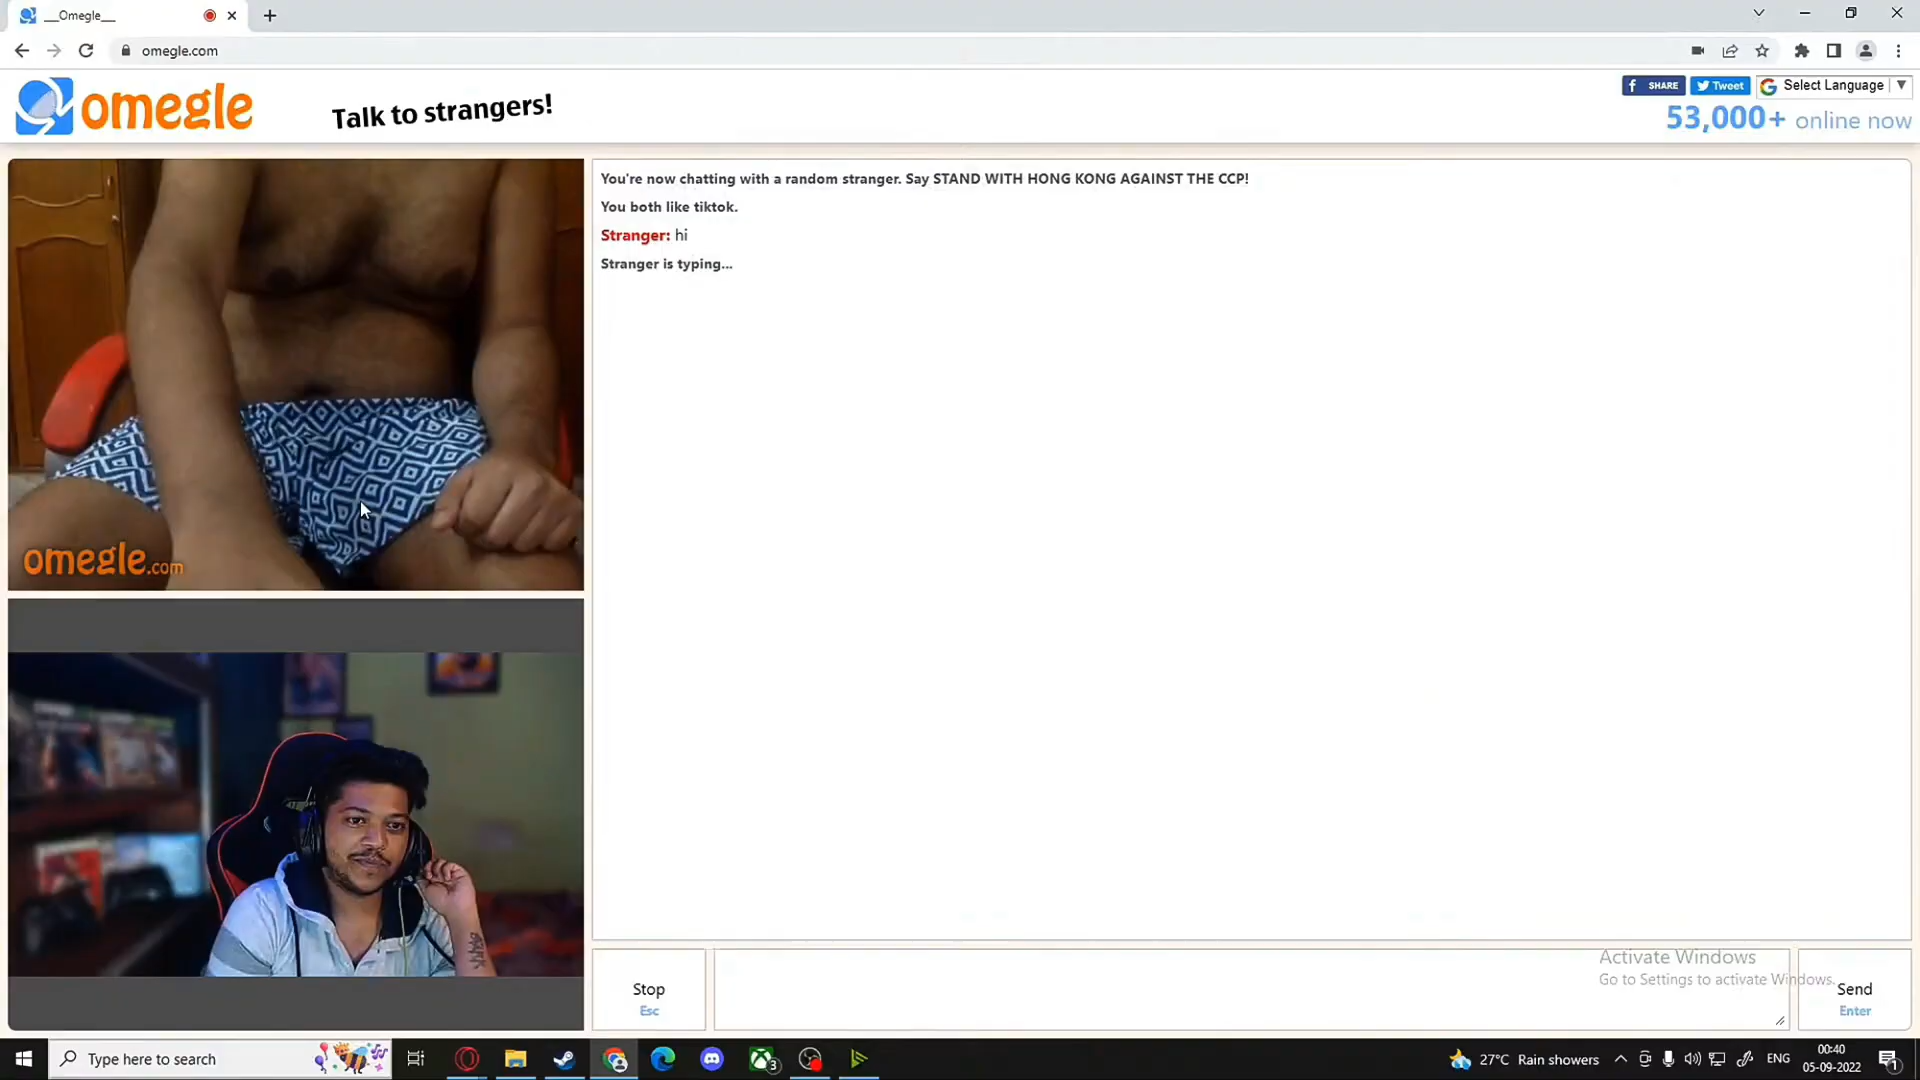 __Omegle__
omegle.com
omegle
Talk to strangers!
SHARE
Tweet
Select Language
53,000+ online now
You're now chatting with a random stranger. Say STAND WITH HONG KONG AGAINST THE CCP!
You both like tiktok.
Stranger: hi
Stranger is typing...
omegle.com
Activate Windows
Go to Settings to activate Windows.
Stop
Esc
Send
Enter
Type here to search
3
27°C Rain showers
ENG
00:40
05-09-2022
1